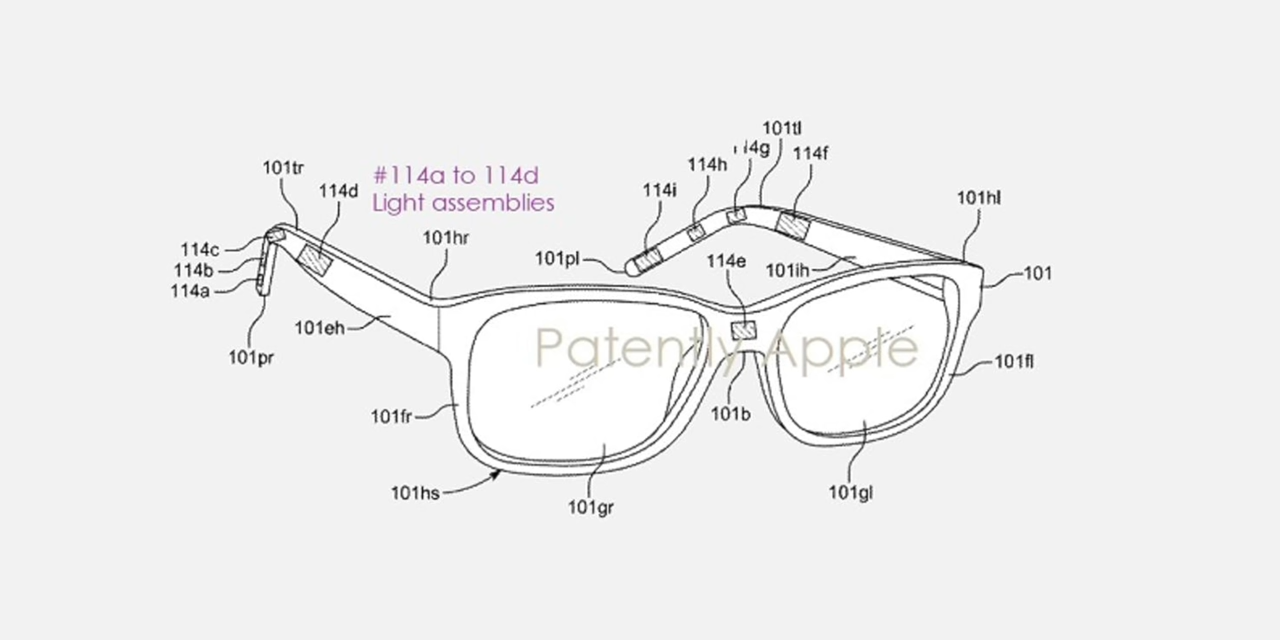 101tl
114g
114f
114h
101tr
#114a to 114d
114d
114i
Light assemblies
101hl
101hr
114c
101pl
114e
101ih
114b
101
114a
101eh
Patently Apple
101pr
101fl
101fr
101b
101hs
101gl
101gr